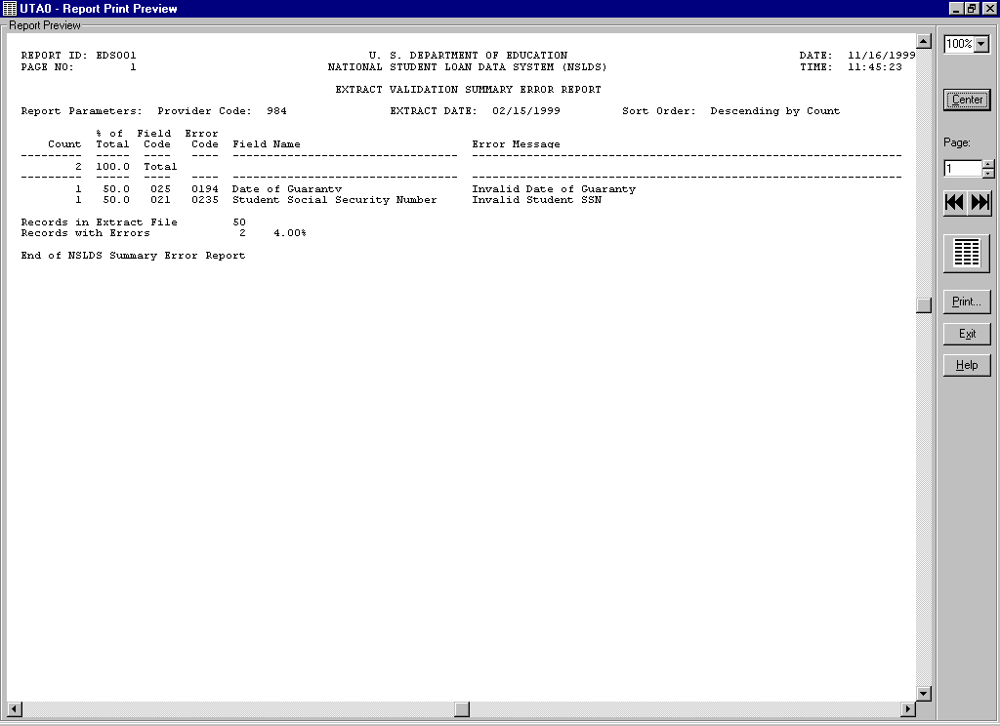 UTA0 - Report Print Preview
Report Preview
REPORT ID: EDS001 U. S. DEPARTMENT OF EDUCATION DATE: 11/16/1999
PAGE NO: 1 NATIONAL STUDENT LOAN DATA SYSTEM (NSLDS) TIME: 11:45:23
EXTRACT VALIDATION SUMMARY ERROR REPORT
Report Parameters: Provider Code: 984 EXTRACT DATE: 02/15/1999 Sort Order: Descending by Count
% of Field Error
Count Total Code Code Field Name Error Message
2 100.0 Total
1 50.0 025 0194 Date of Guaranty Invalid Date of Guaranty
1 50.0 021 0235 Student Social Security Number Invalid Student SSN
Records in Extract File 50
Records with Errors 2 4.00%
End of NSLDS Summary Error Report
100%
Center
Page:
1
Print...
Exit
Help